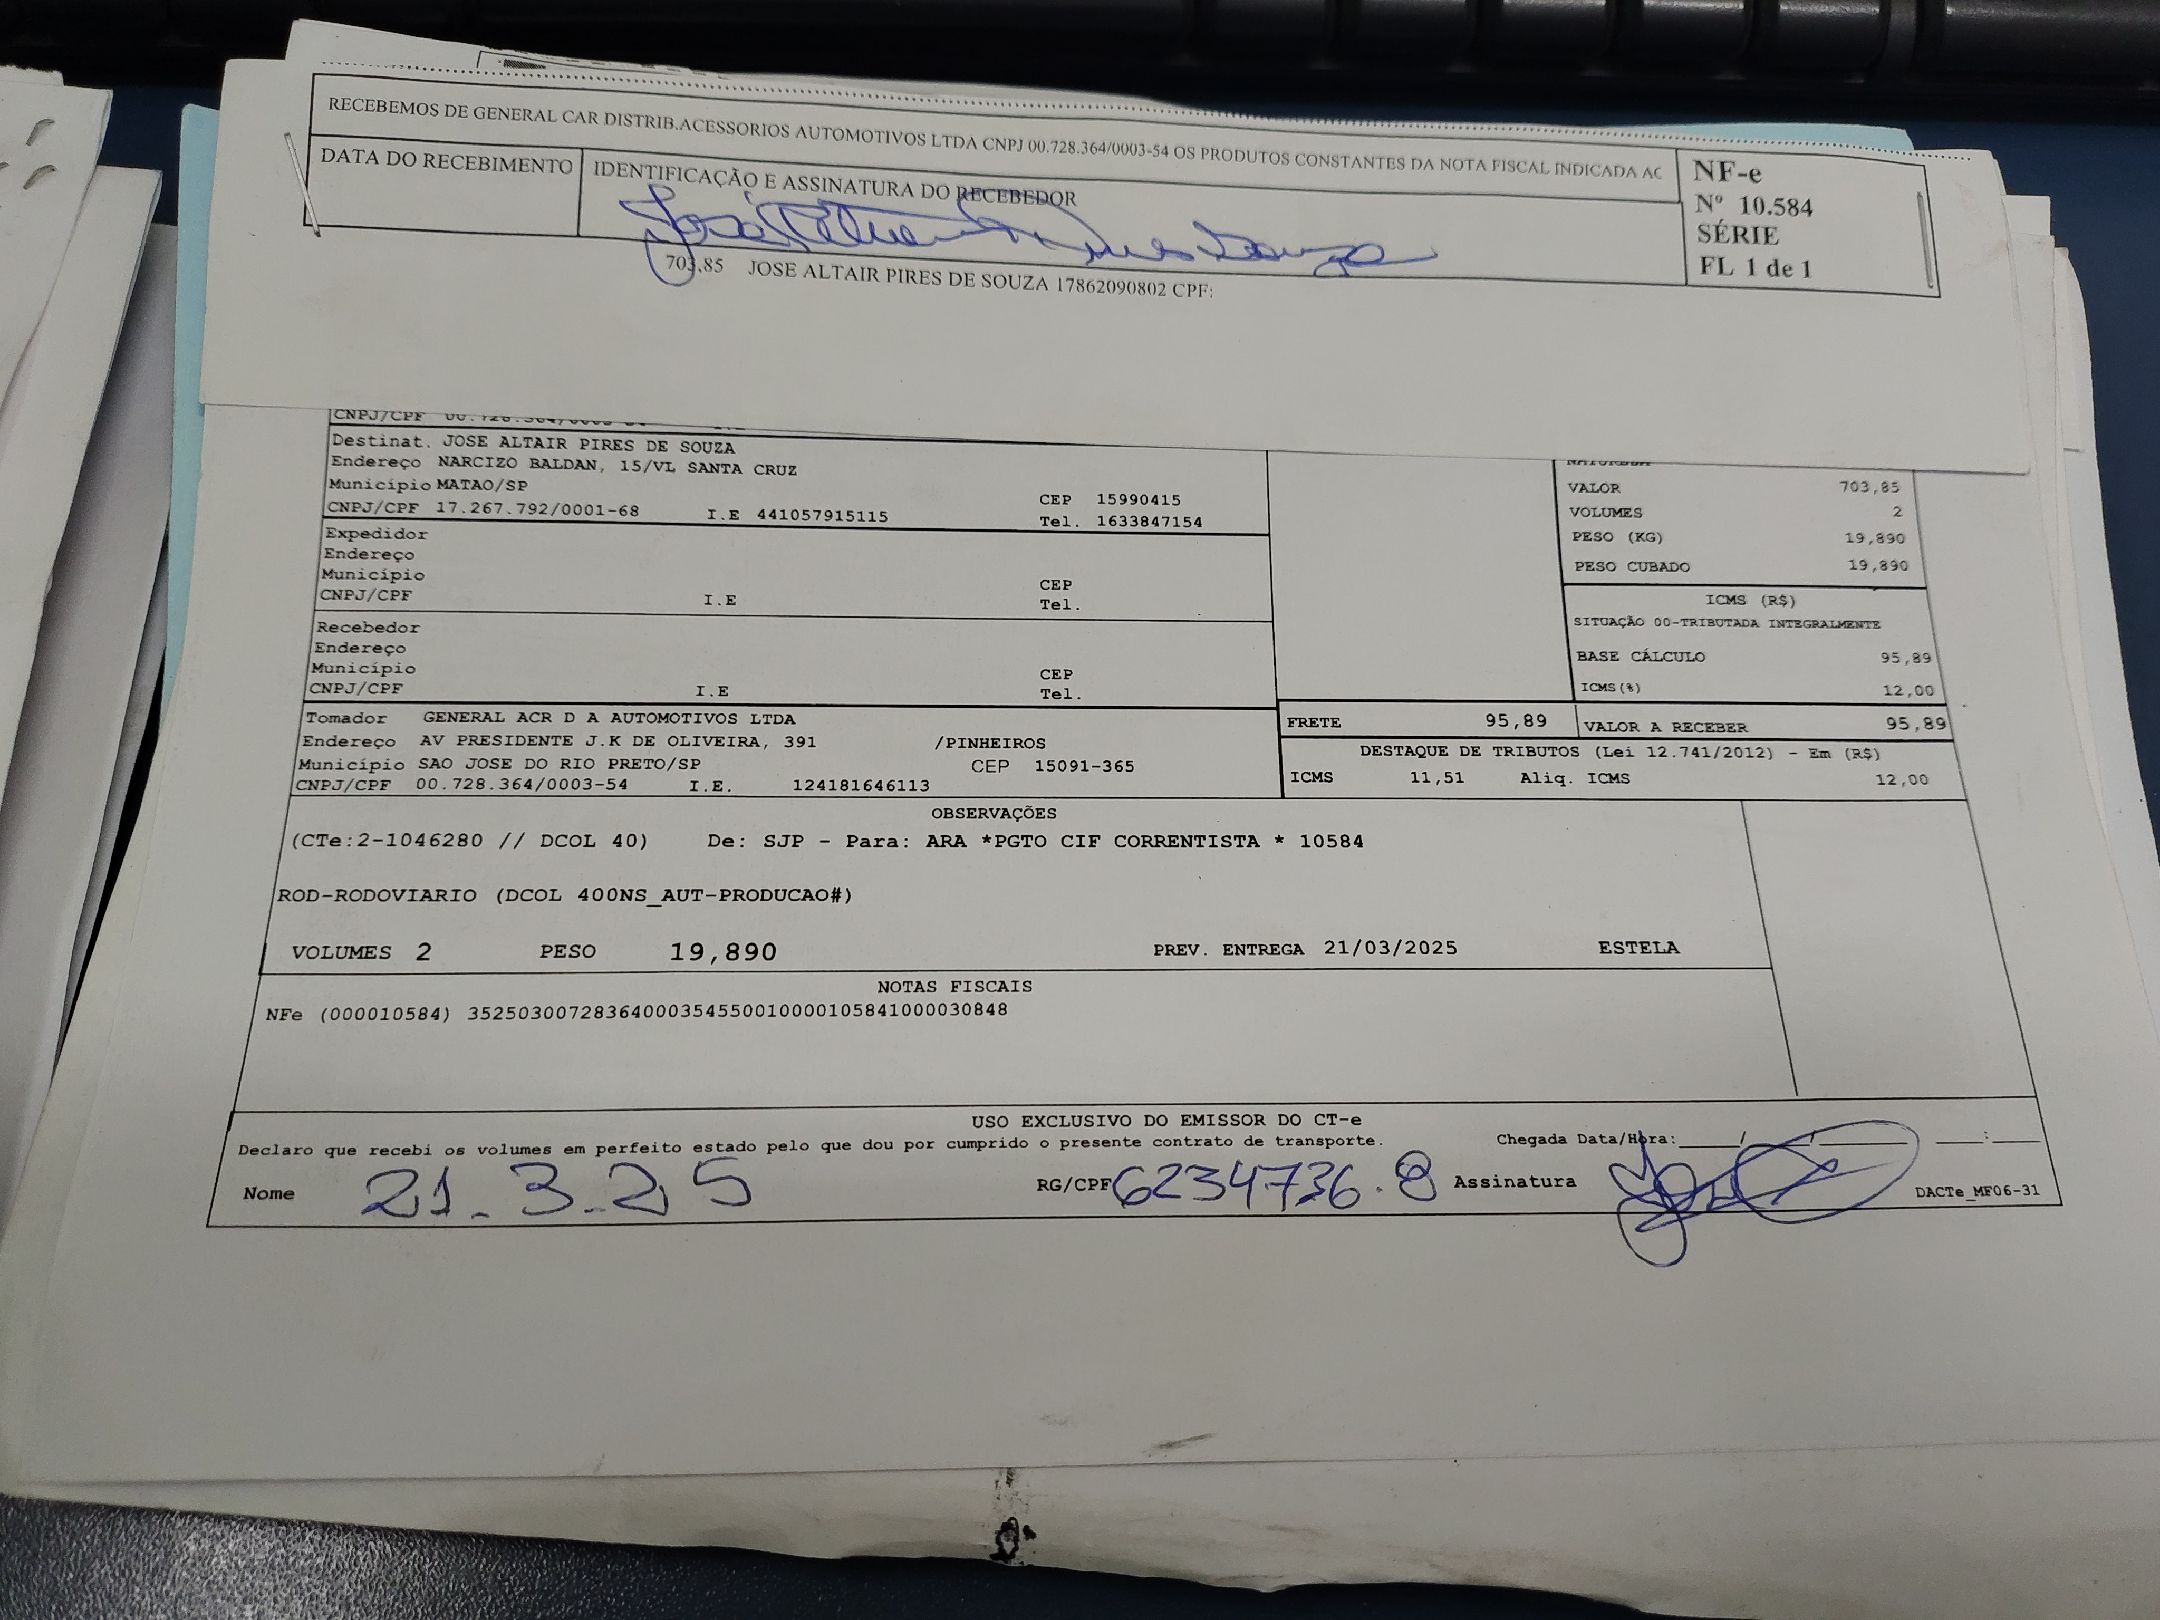 RECEBEMOS DE GENERAL CAR DISTRIB.ACESSORIOS AUTOMOTIVOS LTDA CNPJ 00.728.364/0003-54 OS PRODUTOS CONSTANTES DA NOTA FISCAL INDICADA AC
DATA DO RECEBIMENTO IDENTIFICAÇÃO E ASSINATURA DO RECEBEDOR
NF-e
Nº 10.584
SÉRIE
FL 1 de 1
703,85 JOSE ALTAIR PIRES DE SOUZA 17862090802 CPF:
CNPJ/CPF
Destinat. JOSE ALTAIR PIRES DE SOUZA
Endereço NARCIZO BALDAN, 15/VL SANTA CRUZ
Município MATAO/SP CEP 15990415
CNPJ/CPF 17.267.792/0001-68 I.E 441057915115 Tel. 1633847154
Expedidor
Endereço
Município CEP
CNPJ/CPF I.E Tel.
Recebedor
Endereço
Município CEP
CNPJ/CPF I.E Tel.
Tomador GENERAL ACR D A AUTOMOTIVOS LTDA
Endereço AV PRESIDENTE J.K DE OLIVEIRA, 391 /PINHEIROS
Município SAO JOSE DO RIO PRETO/SP CEP 15091-365
CNPJ/CPF 00.728.364/0003-54 I.E. 124181646113
VALOR 703,85
VOLUMES 2
PESO (KG) 19,890
PESO CUBADO 19,890
ICMS (R$)
SITUAÇÃO 00-TRIBUTADA INTEGRALMENTE
BASE CÁLCULO 95,89
ICMS(%) 12,00
FRETE 95,89 VALOR A RECEBER 95,89
DESTAQUE DE TRIBUTOS (Lei 12.741/2012) - Em (R$)
ICMS 11,51 Aliq. ICMS 12,00
OBSERVAÇÕES
(CTe:2-1046280 // DCOL 40) De: SJP - Para: ARA *PGTO CIF CORRENTISTA * 10584
ROD-RODOVIARIO (DCOL 400NS_AUT-PRODUCAO#)
VOLUMES 2 PESO 19,890 PREV. ENTREGA 21/03/2025 ESTELA
NOTAS FISCAIS
NFe (000010584) 35250300728364000354550010000105841000030848
USO EXCLUSIVO DO EMISSOR DO CT-e
Declaro que recebi os volumes em perfeito estado pelo que dou por cumprido o presente contrato de transporte. Chegada Data/Hora:____/____/____ ___:___
Nome 21.3.25 RG/CPF 6234736.8 Assinatura DACTe_MF06-31